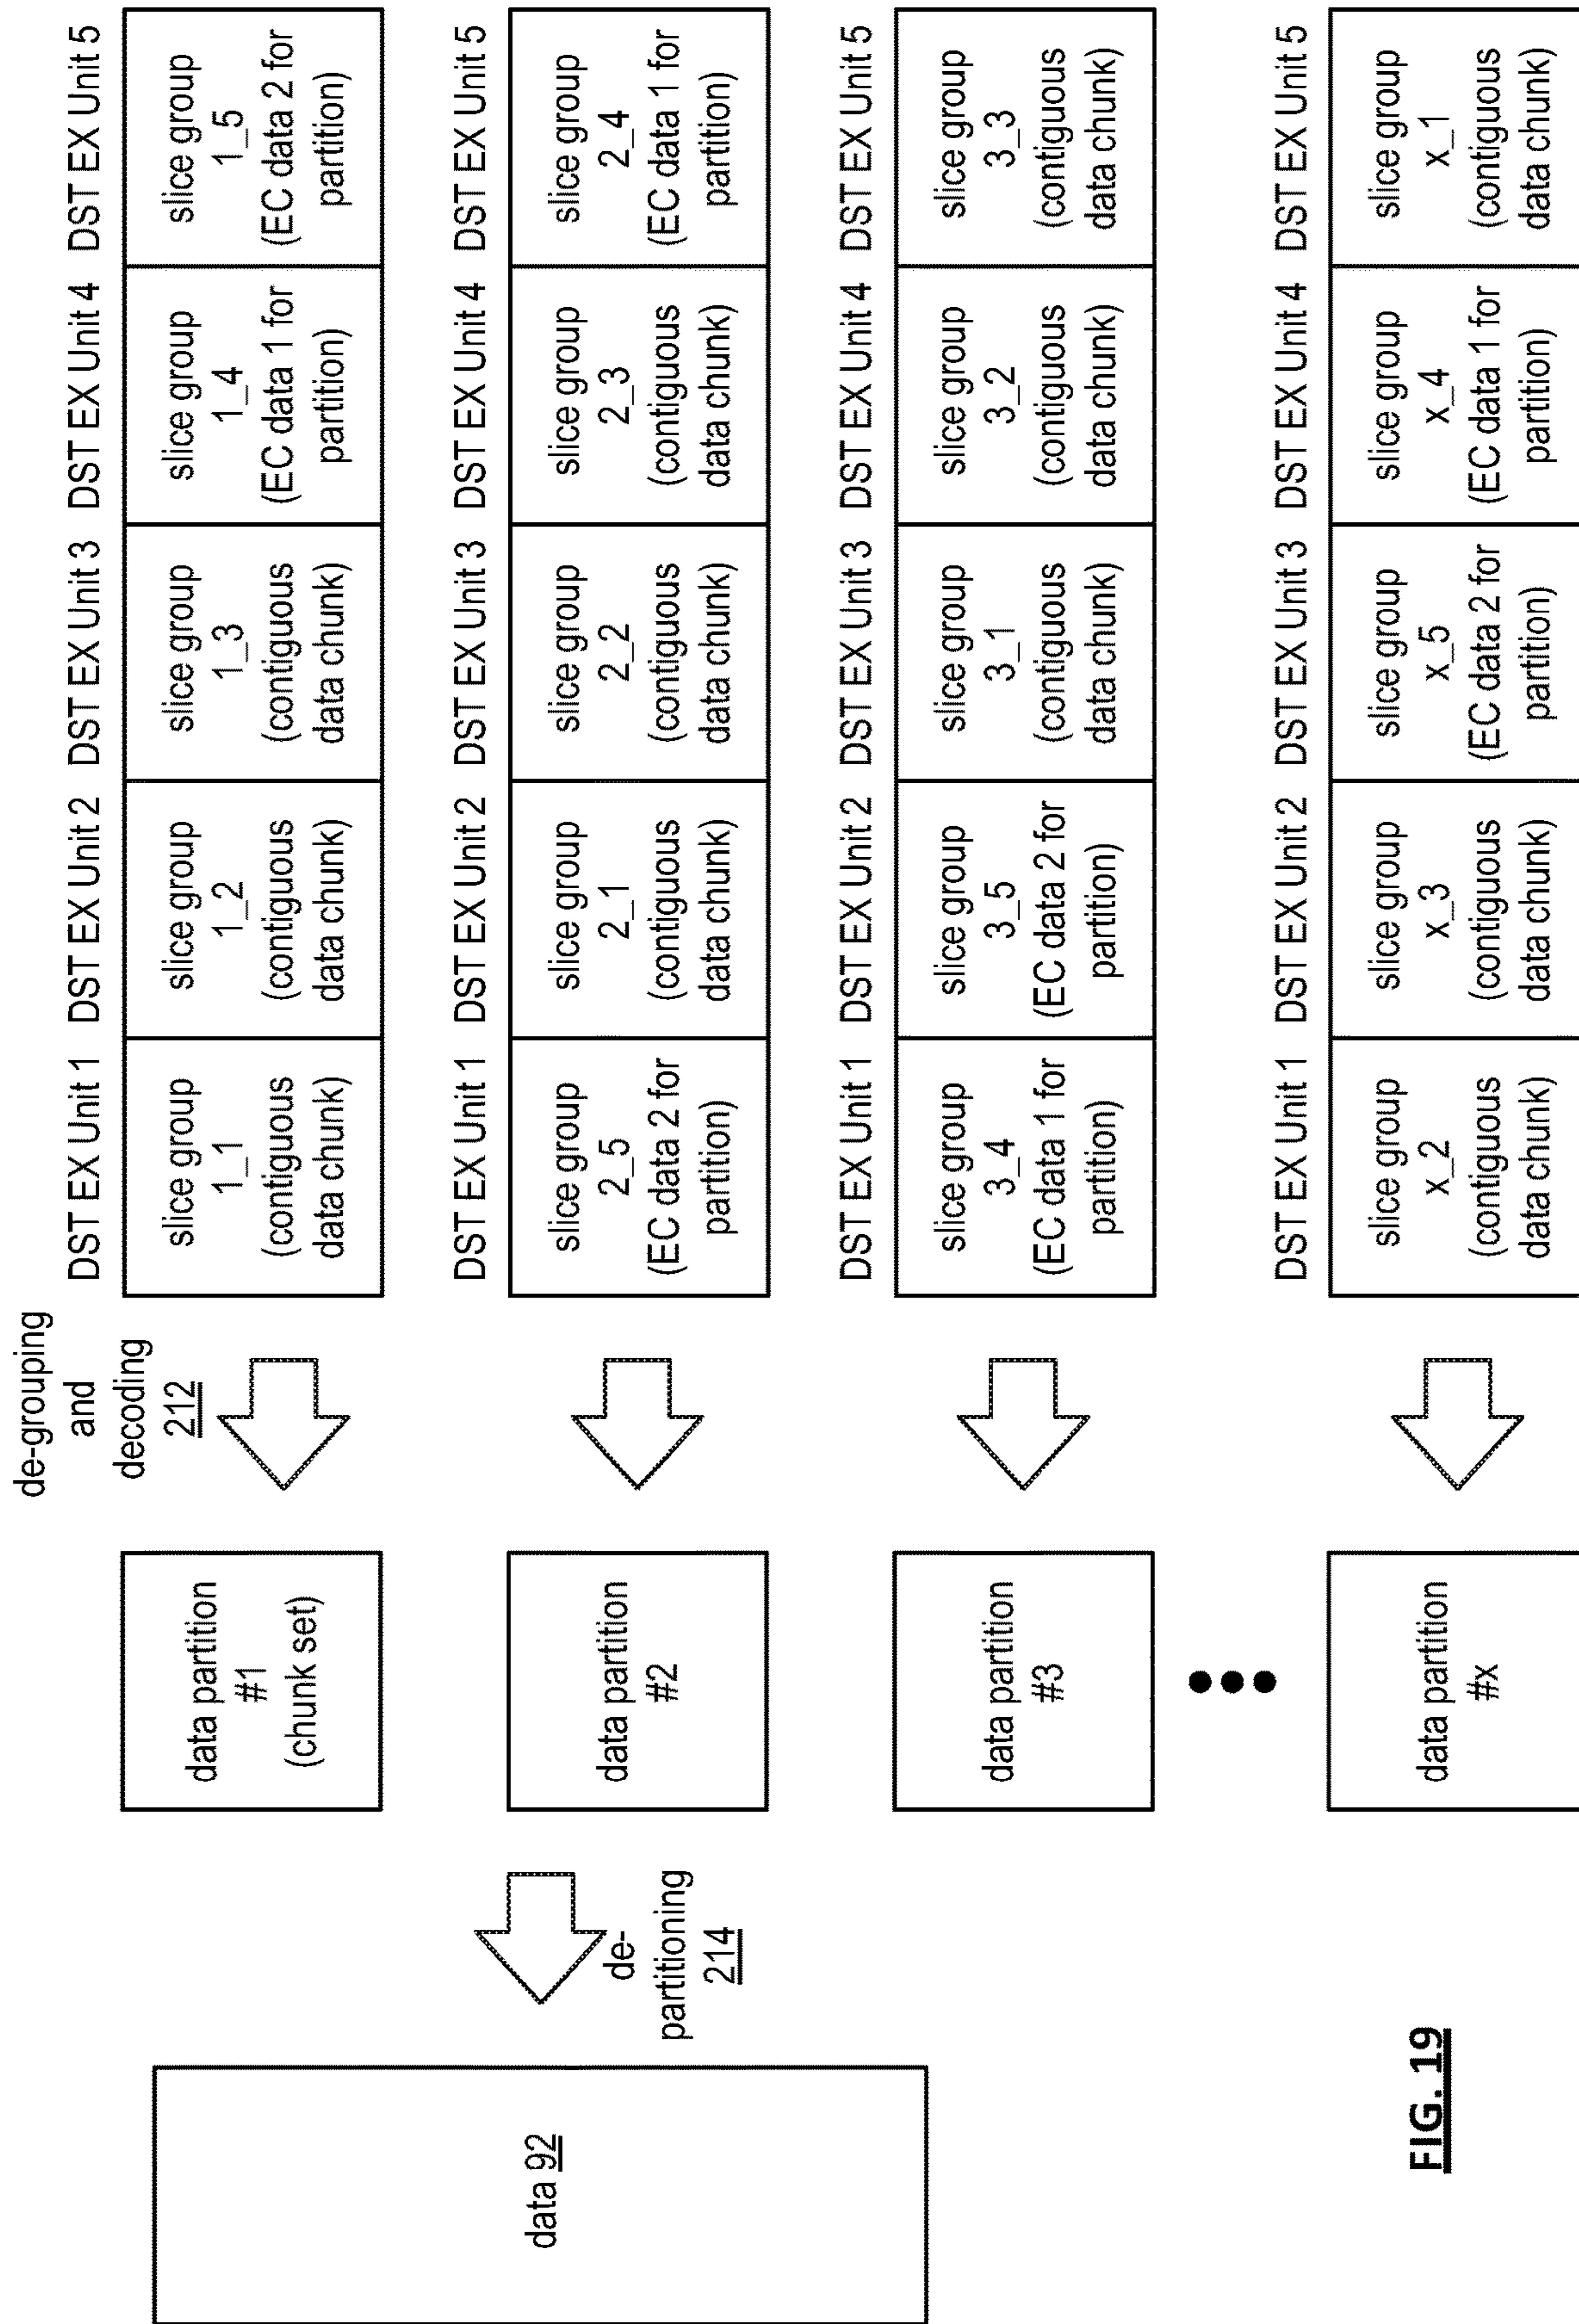 de-grouping
and
decoding
212
DST EX Unit 1 DST EX Unit 2 DST EX Unit 3 DST EX Unit 4 DST EX Unit 5
data partition
#1
(chunk set)
slice group
1_1
(contiguous
data chunk)
slice group
1_2
(contiguous
data chunk)
slice group
1_3
(contiguous
data chunk)
slice group
1_4
(EC data 1 for
partition)
slice group
1_5
(EC data 2 for
partition)
DST EX Unit 1 DST EX Unit 2 DST EX Unit 3 DST EX Unit 4 DST EX Unit 5
data 92
de-
partitioning
214
data partition
#2
slice group
2_5
(EC data 2 for
partition)
slice group
2_1
(contiguous
data chunk)
slice group
2_2
(contiguous
data chunk)
slice group
2_3
(contiguous
data chunk)
slice group
2_4
(EC data 1 for
partition)
DST EX Unit 1 DST EX Unit 2 DST EX Unit 3 DST EX Unit 4 DST EX Unit 5
data partition
#3
slice group
3_4
(EC data 1 for
partition)
slice group
3_5
(EC data 2 for
partition)
slice group
3_1
(contiguous
data chunk)
slice group
3_2
(contiguous
data chunk)
slice group
3_3
(contiguous
data chunk)
DST EX Unit 1 DST EX Unit 2 DST EX Unit 3 DST EX Unit 4 DST EX Unit 5
data partition
#x
slice group
x_2
(contiguous
data chunk)
slice group
x_3
(contiguous
data chunk)
slice group
x_5
(EC data 2 for
partition)
slice group
x_4
(EC data 1 for
partition)
slice group
x_1
(contiguous
data chunk)
FIG. 19